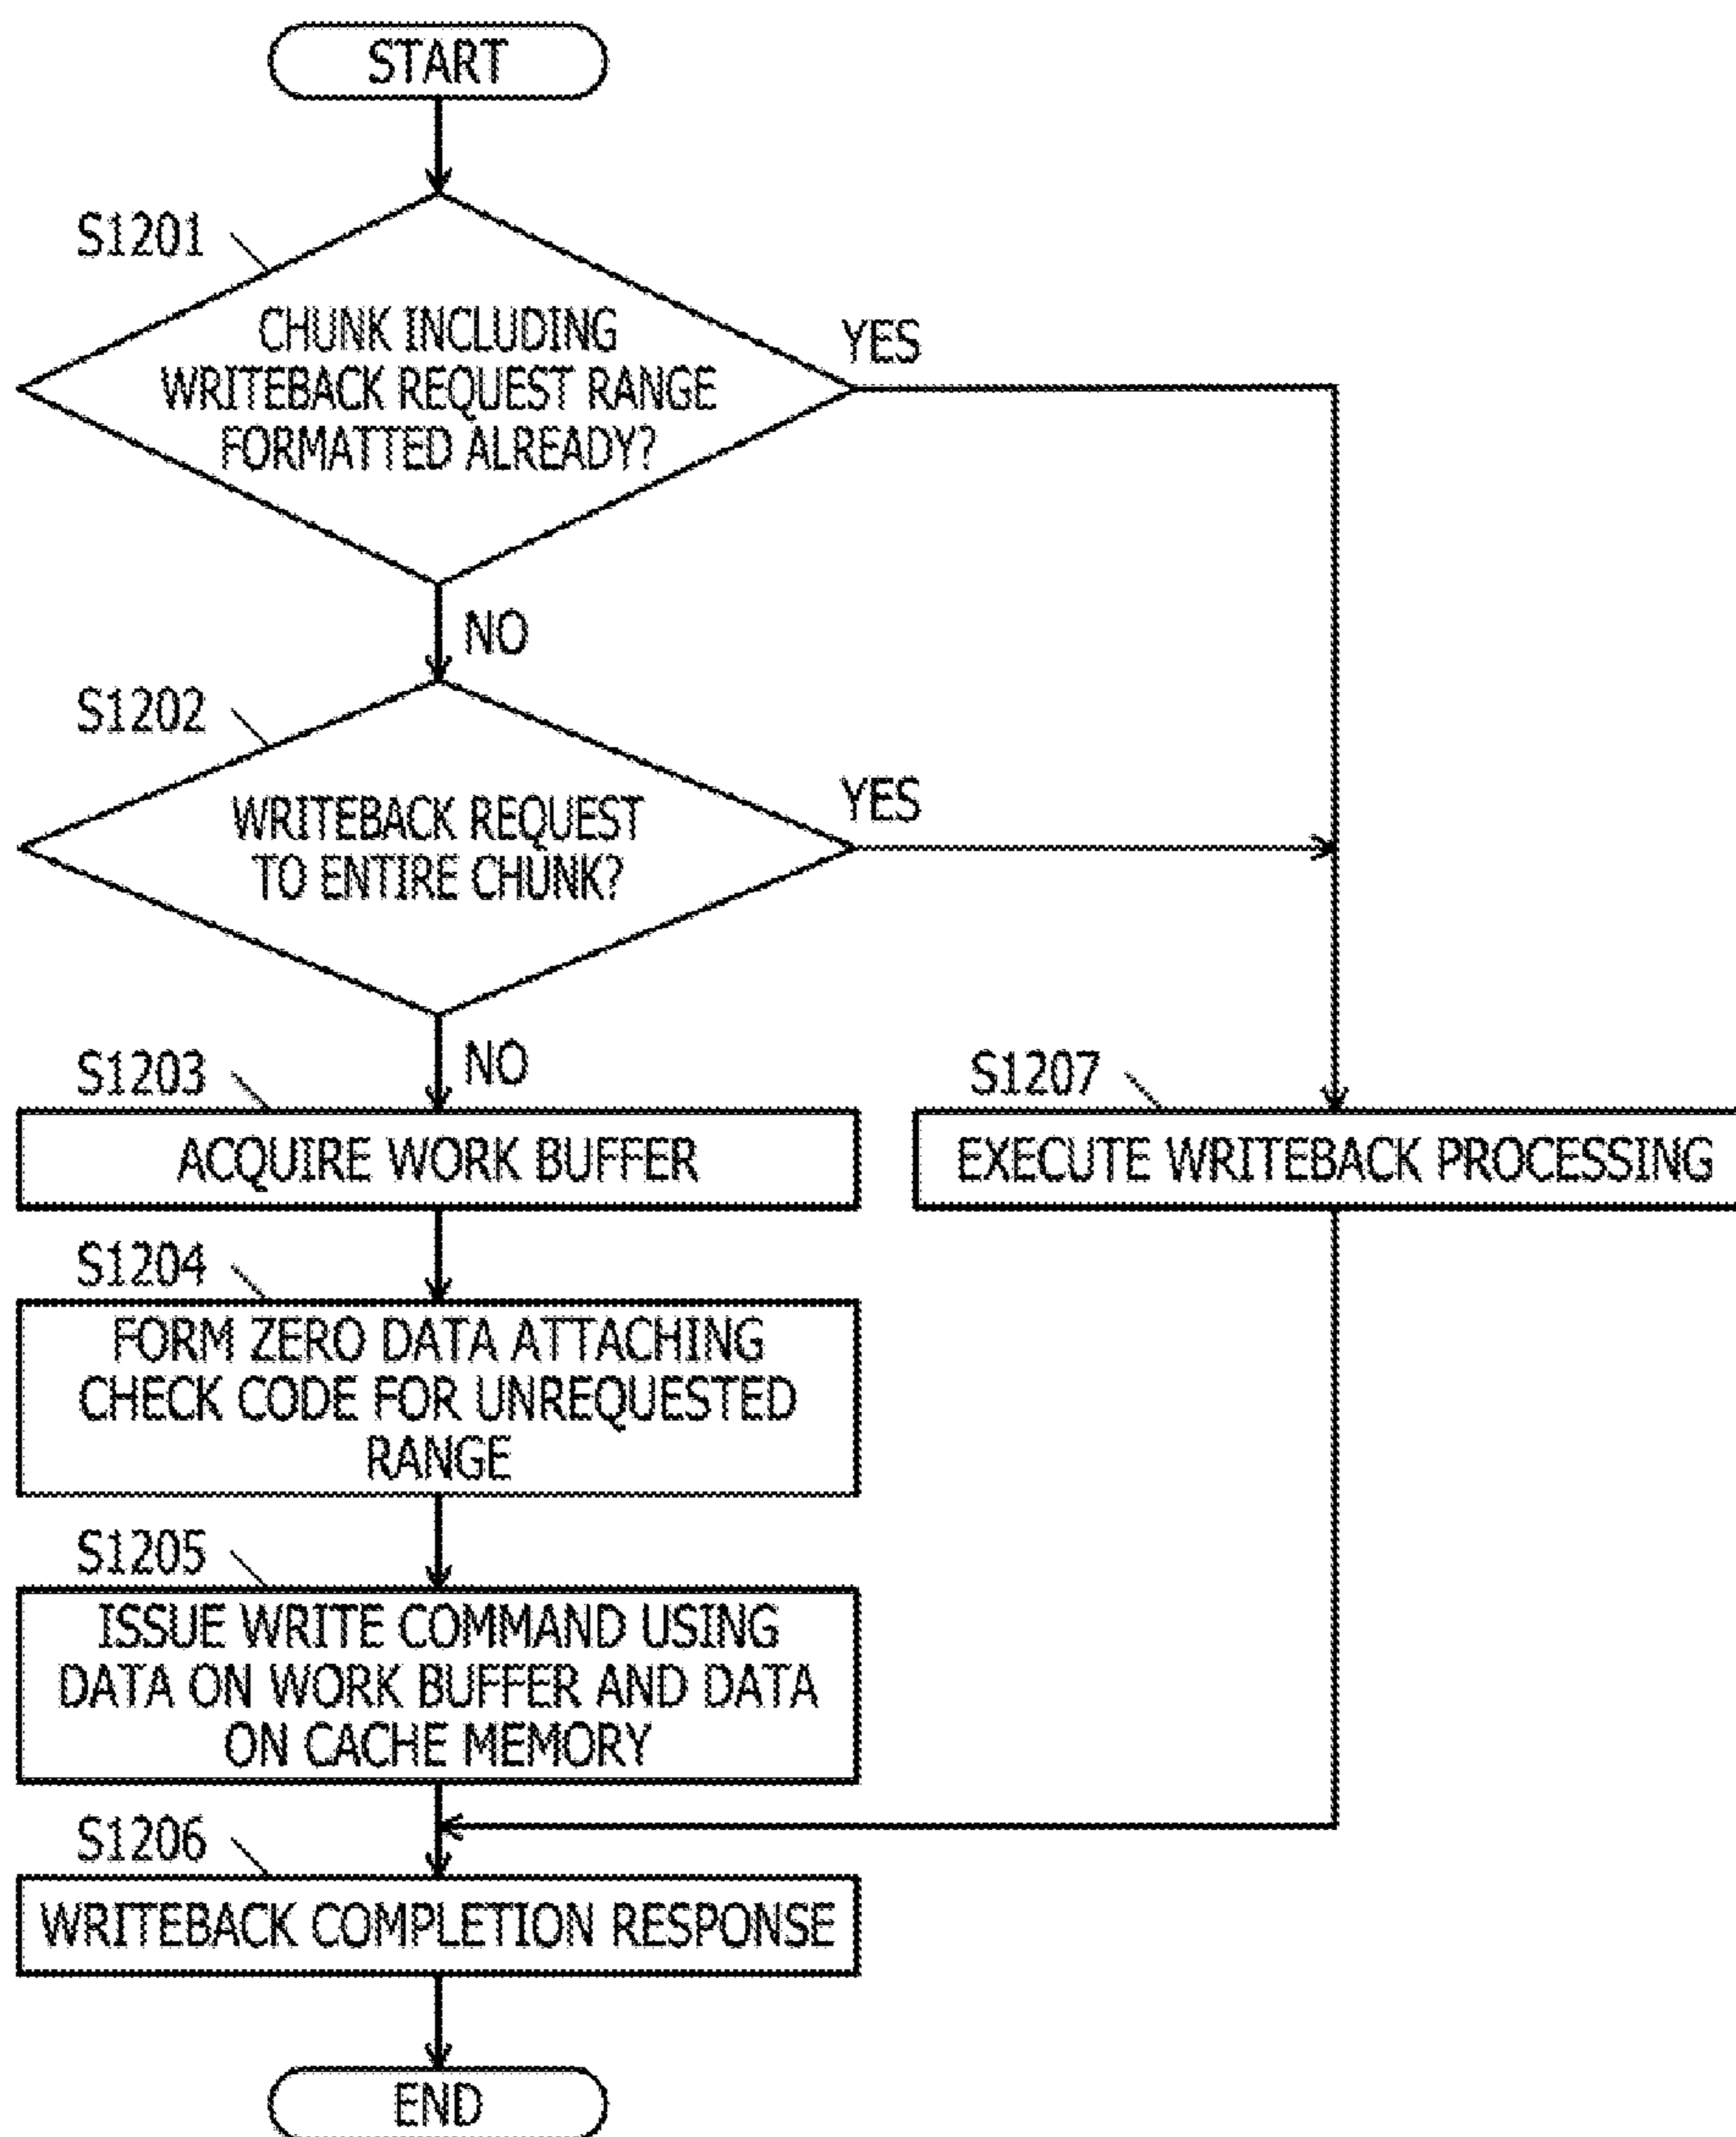 START
S1201
CHUNK INCLUDING
WRITEBACK REQUEST RANGE
FORMATTED ALREADY?
YES
NO
S1202
WRITEBACK REQUEST
TO ENTIRE CHUNK?
YES
NO
S1203
ACQUIRE WORK BUFFER
S1207
EXECUTE WRITEBACK PROCESSING
S1204
FORM ZERO DATA ATTACHING
CHECK CODE FOR UNREQUESTED
RANGE
S1205
ISSUE WRITE COMMAND USING
DATA ON WORK BUFFER AND DATA
ON CACHE MEMORY
S1206
WRITEBACK COMPLETION RESPONSE
END